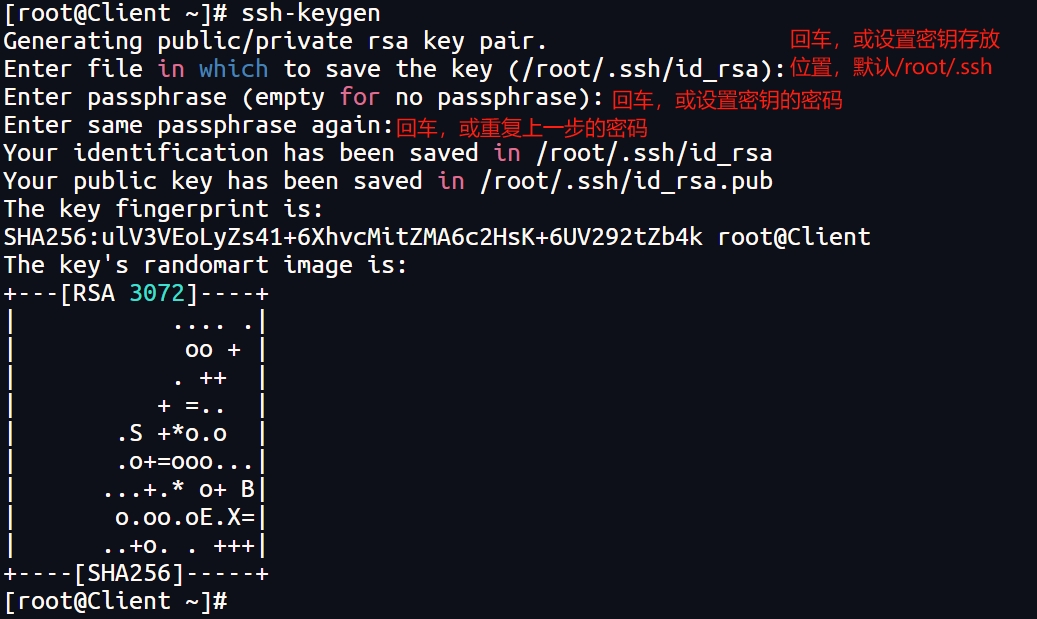 [root@Client ~]# ssh-keygen
Generating public/private rsa key pair.
回车，或设置密钥存放
Enter file in which to save the key (/root/.ssh/id_rsa):位置，默认/root/.ssh
Enter passphrase (empty for no passphrase): 回车，或设置密钥的密码
Enter same passphrase again:回车，或重复上一步的密码
Your identification has been saved in /root/.ssh/id_rsa
Your public key has been saved in /root/.ssh/id_rsa.pub
The key fingerprint is:
SHA256:ulV3VEoLyZs41+6XhvcMitZMA6c2HsK+6UV292tZb4k root@Client
The key's randomart image is:
+---[RSA 3072]----+
|           .... .|
|            oo + |
|           . ++  |
|          + =..  |
|       .S +*o.o  |
|       .o+=ooo...|
|      ...+.* o+ B|
|       o.oo.oE.X=|
|      ..+o. . +++|
+----[SHA256]-----+
[root@Client ~]#